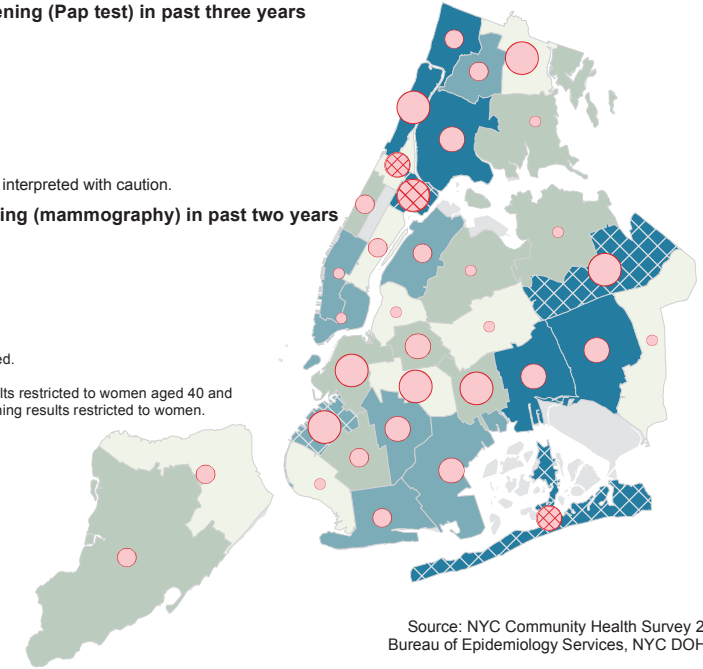 ening (Pap test) in past three years
interpreted with caution.
ing (mammography) in past two years
ed.
lts restricted to women aged 40 and
ning results restricted to women.
Source: NYC Community Health Survey 2
Bureau of Epidemiology Services, NYC DOH